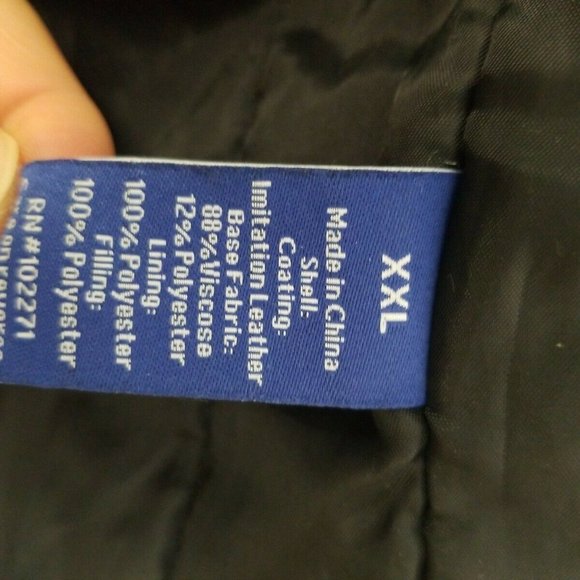 XXL
Made in China
Shell:
Coating:
Imitation Leather
Base Fabric:
88% Viscose
12% Polyester
Lining:
100% Polyester
Filling:
100% Polyester
RN #102271